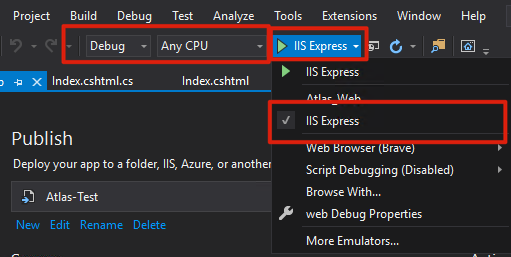 Project Build Debug Test Analyze Tools Extensions Window
Debug Any CPU IIS Express
Index.cshtml.cs Index.cshtml
IIS Express
Atlas_Web
IIS Express
Web Browser (Brave)
Script Debugging (Disabled)
Browse With...
web Debug Properties
More Emulators...
Publish
Deploy your app to a folder, IIS, Azure, or another
Atlas-Test
New Edit Rename Delete